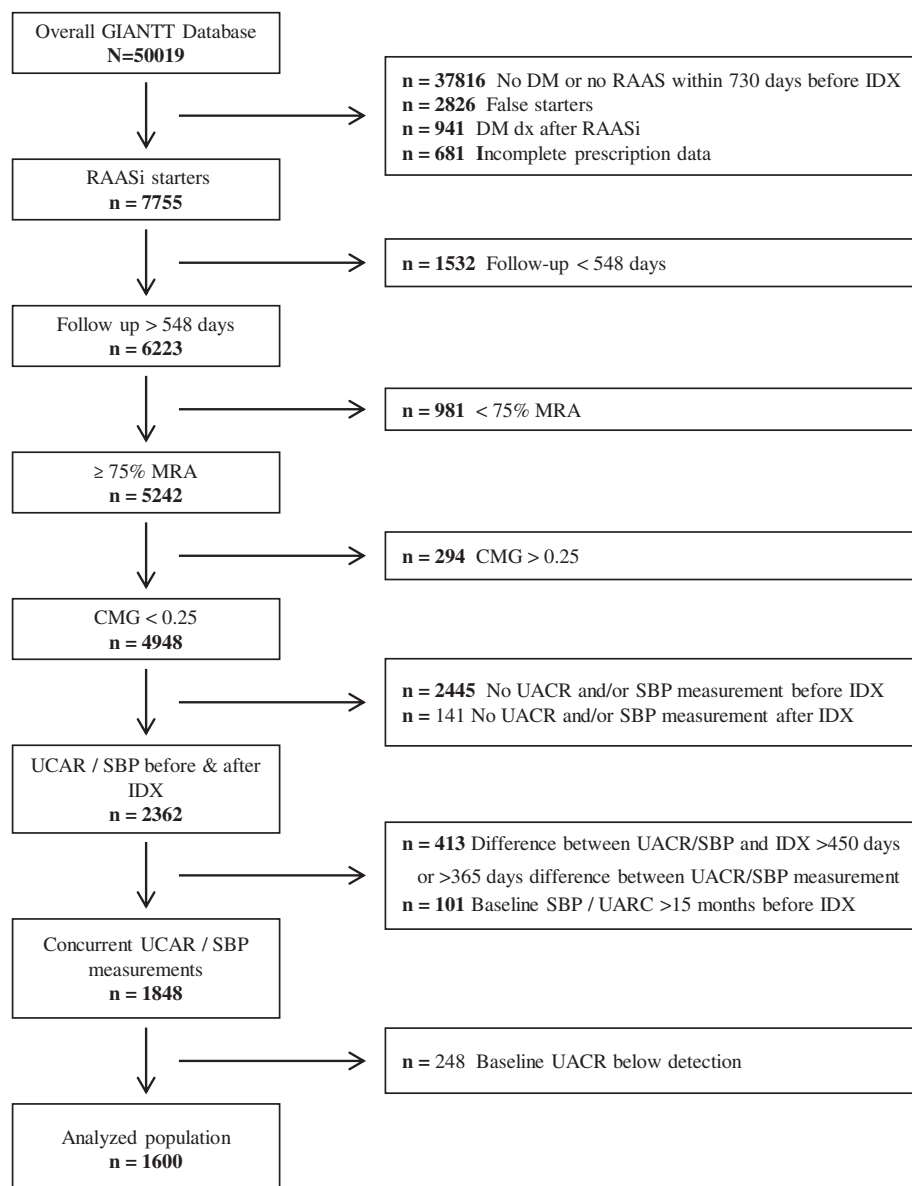 Overall GIANTT Database
N=50019
n = 37816 No DM or no RAAS within 730 days before IDX
n = 2826 False starters
n = 941 DM dx after RAASi
n = 681 Incomplete prescription data
RAASi starters
n = 7755
n = 1532 Follow-up < 548 days
Follow up > 548 days
n = 6223
n = 981 < 75% MRA
≥ 75% MRA
n = 5242
n = 294 CMG > 0.25
CMG < 0.25
n = 4948
n = 2445 No UACR and/or SBP measurement before IDX
n = 141 No UACR and/or SBP measurement after IDX
UCAR / SBP before & after
IDX
n = 2362
n = 413 Difference between UACR/SBP and IDX >450 days
or >365 days difference between UACR/SBP measurement
n = 101 Baseline SBP / UARC >15 months before IDX
Concurrent UCAR / SBP
measurements
n = 1848
n = 248 Baseline UACR below detection
Analyzed population
n = 1600